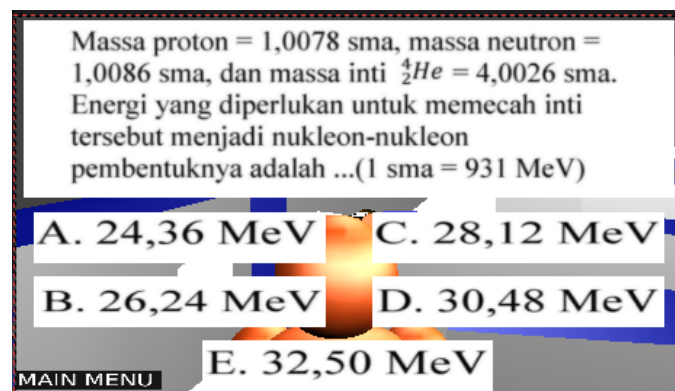 Massa proton = 1,0078 sma, massa neutron =
1,0086 sma, dan massa inti ⁴₂He = 4,0026 sma.
Energi yang diperlukan untuk memecah inti
tersebut menjadi nukleon-nukleon
pembentuknya adalah ...(1 sma = 931 MeV)
A. 24,36 MeV
C. 28,12 MeV
B. 26,24 MeV
D. 30,48 MeV
E. 32,50 MeV
MAIN MENU